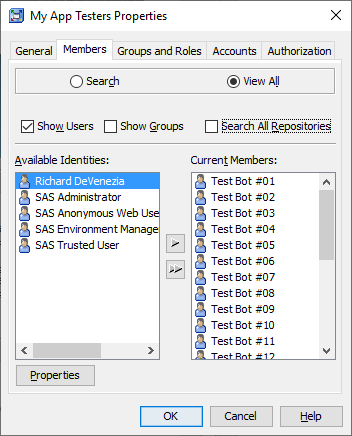 My App Testers Properties
General Members Groups and Roles Accounts Authorization
Search View All
Show Users Show Groups Search All Repositories
Available Identities:
Richard DeVenezia
SAS Administrator
SAS Anonymous Web Use
SAS Environment Manage
SAS Trusted User
Current Members:
Test Bot #01
Test Bot #02
Test Bot #03
Test Bot #04
Test Bot #05
Test Bot #06
Test Bot #07
Test Bot #08
Test Bot #09
Test Bot #10
Test Bot #11
Test Bot #12
Properties
OK Cancel Help